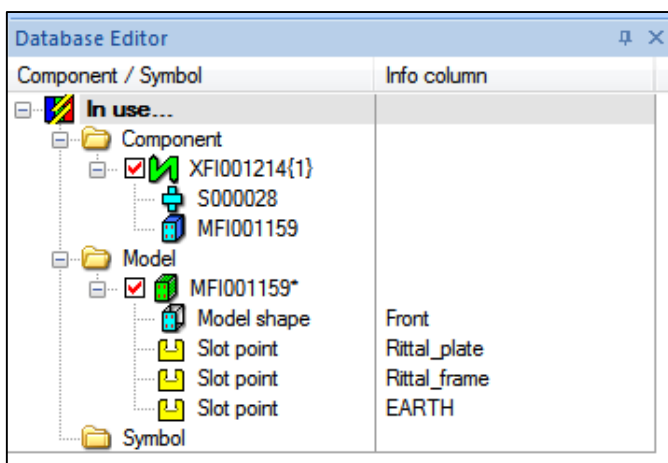 Database Editor
Component / Symbol Info column
In use...
Component
XFI001214{1}
S000028
MFI001159
Model
MFI001159*
Model shape Front
Slot point Rittal_plate
Slot point Rittal_frame
Slot point EARTH
Symbol